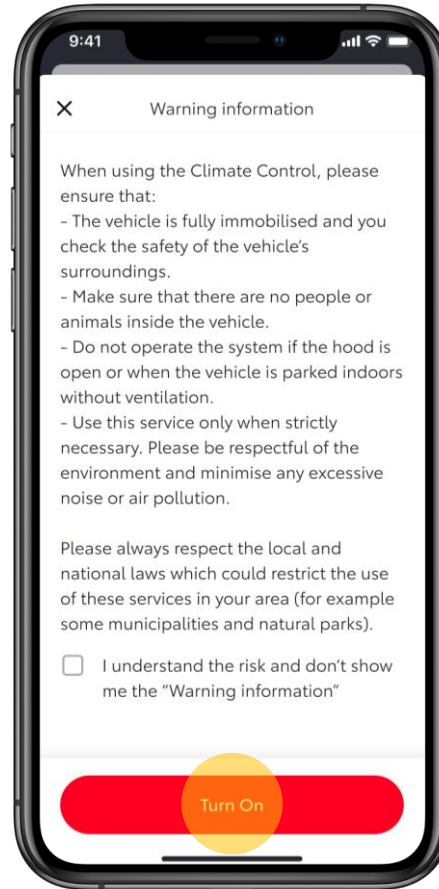 9:41
Warning information
When using the Climate Control, please
ensure that:
- The vehicle is fully immobilised and you
check the safety of the vehicle's
surroundings.
- Make sure that there are no people or
animals inside the vehicle.
- Do not operate the system if the hood is
open or when the vehicle is parked indoors
without ventilation.
- Use this service only when strictly
necessary. Please be respectful of the
environment and minimise any excessive
noise or air pollution.
Please always respect the local and
national laws which could restrict the use
of these services in your area (for example
some municipalities and natural parks).
I understand the risk and don't show
me the "Warning information"
Turn On